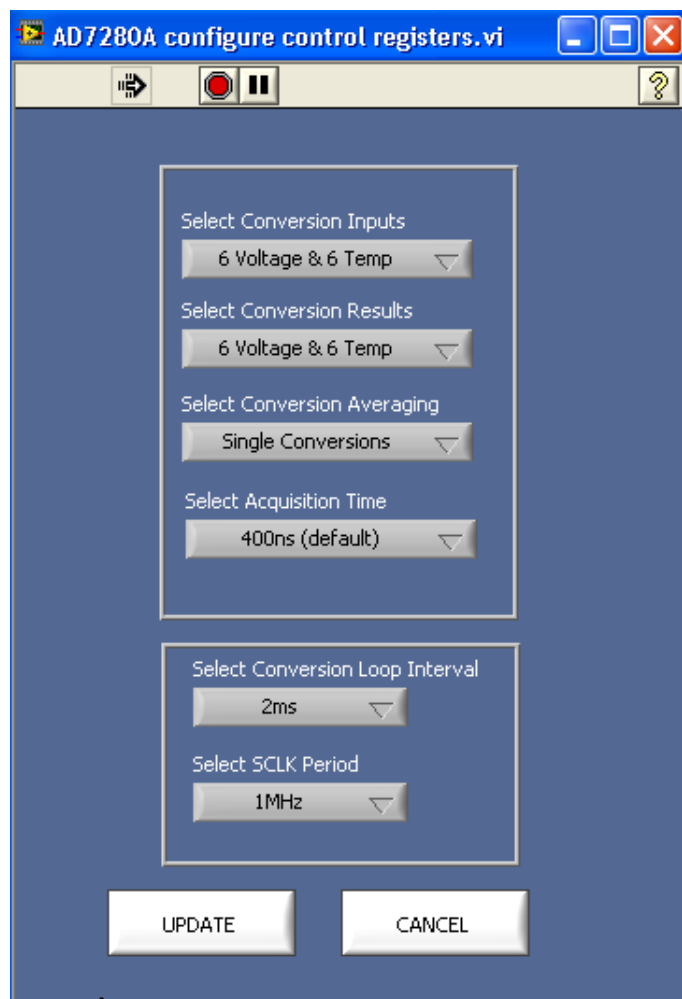 AD7280A configure control registers.vi
Select Conversion Inputs
6 Voltage & 6 Temp
Select Conversion Results
6 Voltage & 6 Temp
Select Conversion Averaging
Single Conversions
Select Acquisition Time
400ns (default)
Select Conversion Loop Interval
2ms
Select SCLK Period
1MHz
UPDATE CANCEL